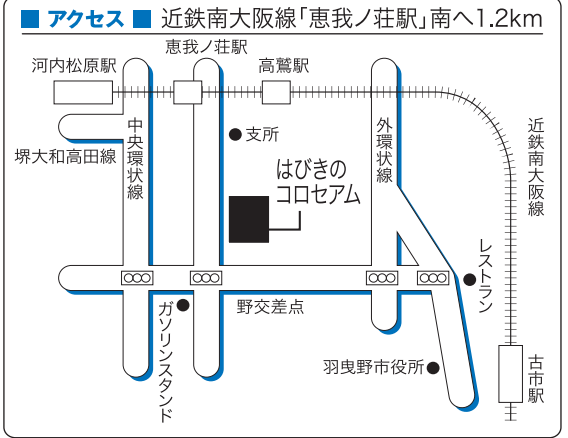 ■ アクセス ■ 近鉄南大阪線「恵我ノ荘駅」南へ1.2km
恵我ノ荘駅
河内松原駅
高鷲駅
中央環状線
支所
外環状線
近鉄南大阪線
堺大和高田線
はびきの
コロセアム
レストラン
ガソリンスタンド
野交差点
羽曳野市役所
古市駅